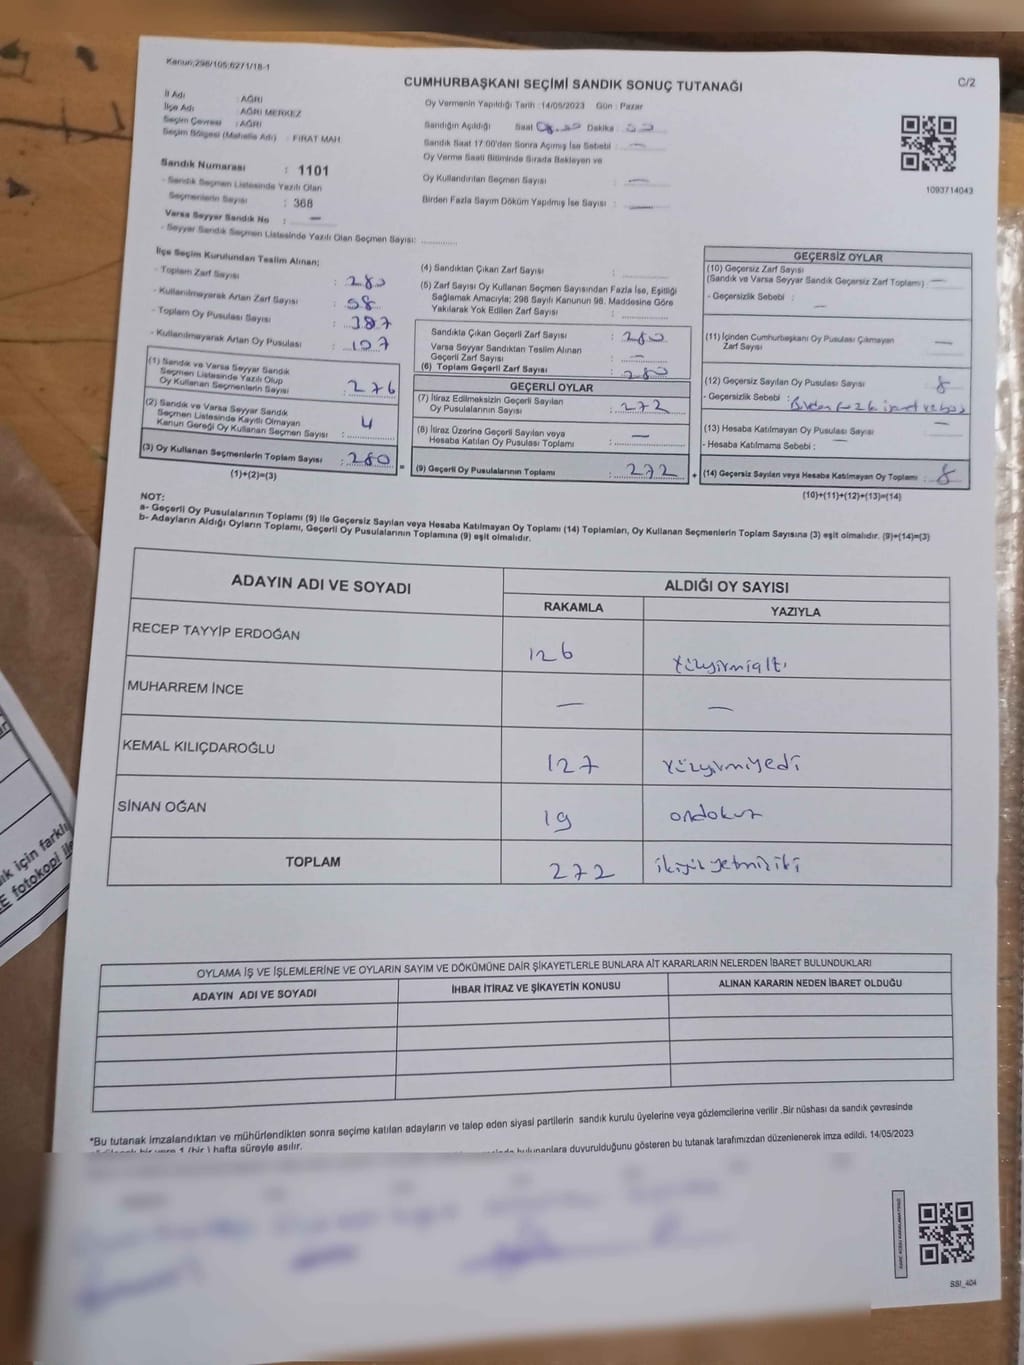 Kanun:298/105;6271/18-1
CUMHURBAŞKANI SEÇİMİ SANDIK SONUÇ TUTANAĞI
C/2
İl Adı : AĞRI
İlçe Adı : AĞRI MERKEZ
Seçim Çevresi : AĞRI
Seçim Bölgesi (Mahalle Adı) : FIRAT MAH
Oy Vermenin Yapıldığı Tarih :14/05/2023 Gün : Pazar
Sandığın Açıldığı Saat Dakika
Sandık Saat 17:00'den Sonra Açılmış İse Sebebi : —
Oy Verme Saati Bitiminde Sırada Bekleyen ve
Oy Kullandırılan Seçmen Sayısı : —
Birden Fazla Sayım Döküm Yapılmış İse Sayısı : —
1093714043
Sandık Numarası : 1101
- Sandık Seçmen Listesinde Yazılı Olan
Seçmenlerin Sayısı : 368
Varsa Seyyar Sandık No : —
- Seyyar Sandık Seçmen Listesinde Yazılı Olan Seçmen Sayısı: ............
İlçe Seçim Kurulundan Teslim Alınan;
- Toplam Zarf Sayısı : 280
- Kullanılmayarak Artan Zarf Sayısı : 58
- Toplam Oy Pusulası Sayısı : 387
- Kullanılmayarak Artan Oy Pusulası : 107
(1) Sandık ve Varsa Seyyar Sandık
Seçmen Listesinde Yazılı Olup
Oy Kullanan Seçmenlerin Sayısı : 276
(2) Sandık ve Varsa Seyyar Sandık
Seçmen Listesinde Kayıtlı Olmayan
Kanun Gereği Oy Kullanan Seçmen Sayısı : 4
(3) Oy Kullanan Seçmenlerin Toplam Sayısı : 280
(1)+(2)=(3)
(4) Sandıktan Çıkan Zarf Sayısı :
(5) Zarf Sayısı Oy Kullanan Seçmen Sayısından Fazla İse, Eşitliği
Sağlamak Amacıyla; 298 Sayılı Kanunun 98. Maddesine Göre
Yakılarak Yok Edilen Zarf Sayısı :
Sandıkta Çıkan Geçerli Zarf Sayısı : 280
Varsa Seyyar Sandıktan Teslim Alınan
Geçerli Zarf Sayısı : —
(6) Toplam Geçerli Zarf Sayısı : 280
GEÇERLİ OYLAR
(7) İtiraz Edilmeksizin Geçerli Sayılan
Oy Pusulalarının Sayısı : 272
(8) İtiraz Üzerine Geçerli Sayılan veya
Hesaba Katılan Oy Pusulası Toplamı : —
(9) Geçerli Oy Pusulalarının Toplamı : 272
GEÇERSİZ OYLAR
(10) Geçersiz Zarf Sayısı
(Sandık ve Varsa Seyyar Sandık Geçersiz Zarf Toplamı) : —
- Geçersizlik Sebebi : —
(11) İçinden Cumhurbaşkanı Oy Pusulası Çıkmayan
Zarf Sayısı —
(12) Geçersiz Sayılan Oy Pusulası Sayısı 8
- Geçersizlik Sebebi : Birden fazla işaret ve boş
(13) Hesaba Katılmayan Oy Pusulası Sayısı —
- Hesaba Katılmama Sebebi : —
(14) Geçersiz Sayılan veya Hesaba Katılmayan Oy Toplamı : 8
(10)+(11)+(12)+(13)=(14)
NOT:
a- Geçerli Oy Pusulalarının Toplamı (9) ile Geçersiz Sayılan veya Hesaba Katılmayan Oy Toplamı (14) Toplamları, Oy Kullanan Seçmenlerin Toplam Sayısına (3) eşit olmalıdır. (9)+(14)=(3)
b- Adayların Aldığı Oyların Toplamı, Geçerli Oy Pusulalarının Toplamına (9) eşit olmalıdır.
ADAYIN ADI VE SOYADI ALDIĞI OY SAYISI
RAKAMLA YAZIYLA
RECEP TAYYİP ERDOĞAN 126 Yüzyirmialtı
MUHARREM İNCE — —
KEMAL KILIÇDAROĞLU 127 Yüzyirmiyedi
SİNAN OĞAN 19 ondokuz
TOPLAM 272 ikiyüzyetmişiki
OYLAMA İŞ VE İŞLEMLERİNE VE OYLARIN SAYIM VE DÖKÜMÜNE DAİR ŞİKAYETLERLE BUNLARA AİT KARARLARIN NELERDEN İBARET BULUNDUKLARI
ADAYIN ADI VE SOYADI İHBAR İTİRAZ VE ŞİKAYETİN KONUSU ALINAN KARARIN NEDEN İBARET OLDUĞU
*Bu tutanak imzalandıktan ve mühürlendikten sonra seçime katılan adayların ve talep eden siyasi partilerin sandık kurulu üyelerine veya gözlemcilerine verilir .Bir nüshası da sandık çevresinde
1 (bir ) hafta süreyle asılır.
bulunanlara duyurulduğunu gösteren bu tutanak tarafımızdan düzenlenerek imza edildi. 14/05/2023
SSI_404
ık için farklı
E fotokopi ile